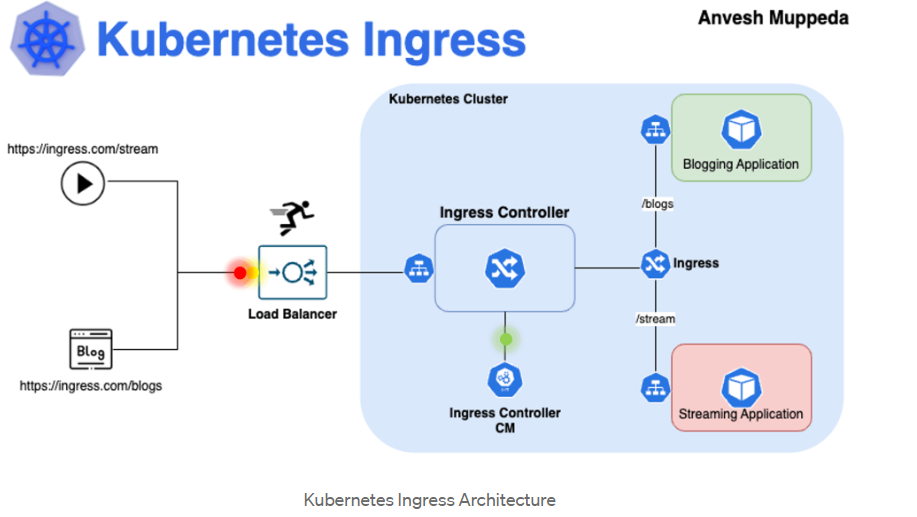 Anvesh Muppeda
Kubernetes Ingress
Kubernetes Cluster
https://ingress.com/stream
Blogging Application
/blogs
Ingress Controller
Ingress
Load Balancer
/stream
Blog
https://ingress.com/blogs
Ingress Controller
CM
Streaming Application
Kubernetes Ingress Architecture